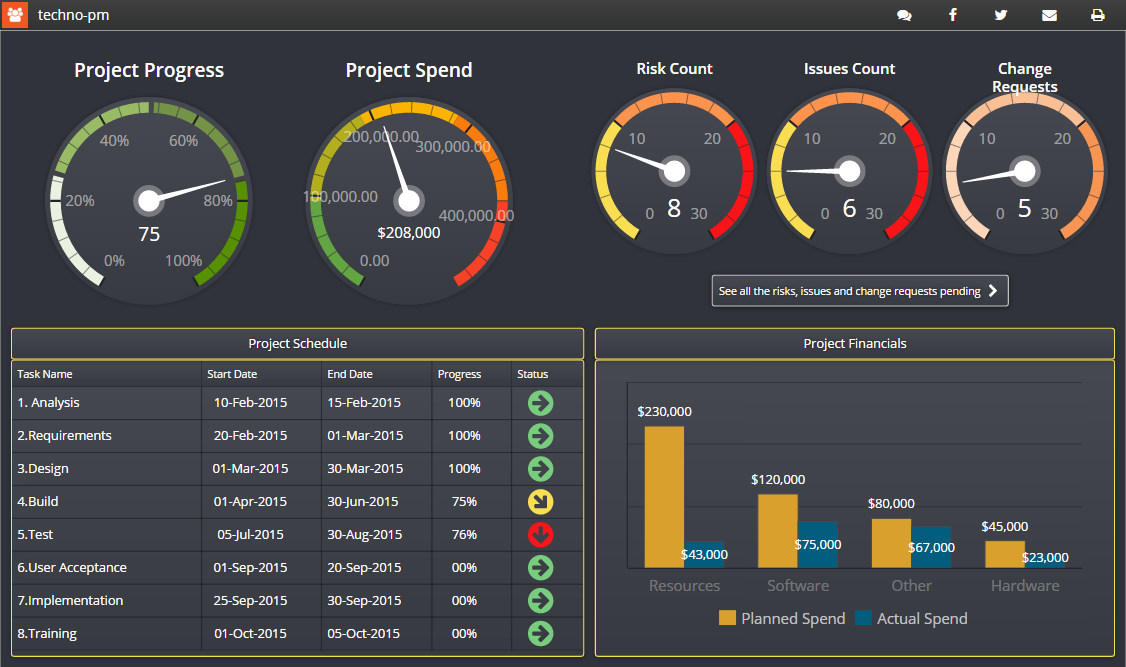 techno-pm
Project Progress
Project Spend
Risk Count
Issues Count
Change
Requests
40%
60%
20%
80%
75
0%
100%
200,000.00
300,000.00
100,000.00
400,000.00
$208,000
0.00
10
20
0
8
30
10
20
0
6
30
10
20
0
5
30
See all the risks, issues and change requests pending
Project Schedule
Task Name Start Date End Date Progress Status
1. Analysis 10-Feb-2015 15-Feb-2015 100%
2.Requirements 20-Feb-2015 01-Mar-2015 100%
3.Design 01-Mar-2015 30-Mar-2015 100%
4.Build 01-Apr-2015 30-Jun-2015 75%
5.Test 05-Jul-2015 30-Aug-2015 76%
6.User Acceptance 01-Sep-2015 20-Sep-2015 00%
7.Implementation 25-Sep-2015 30-Sep-2015 00%
8.Training 01-Oct-2015 05-Oct-2015 00%
Project Financials
$230,000
$43,000
$120,000
$75,000
$80,000
$67,000
$45,000
$23,000
Resources Software Other Hardware
Planned Spend Actual Spend